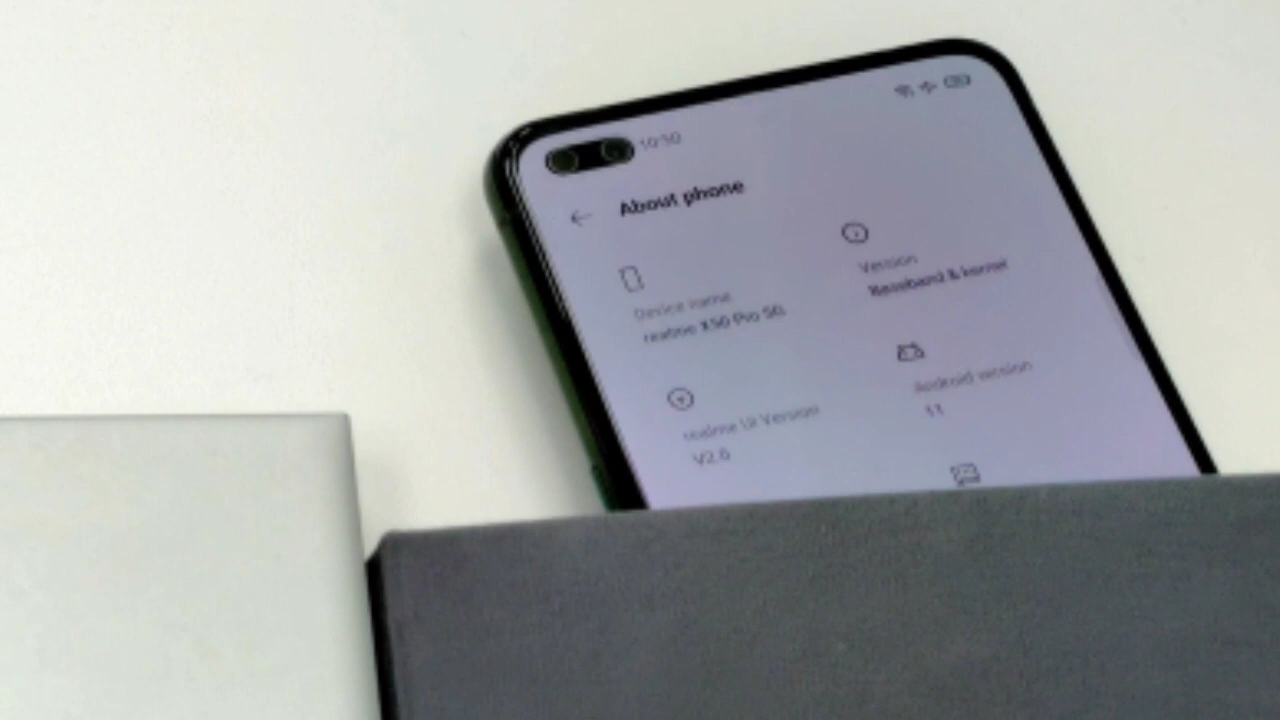 10:50
About phone
Device name
realme X50 Pro 5G
Version
Baseband & kernel
realme UI Version
V2.0
Android version
11